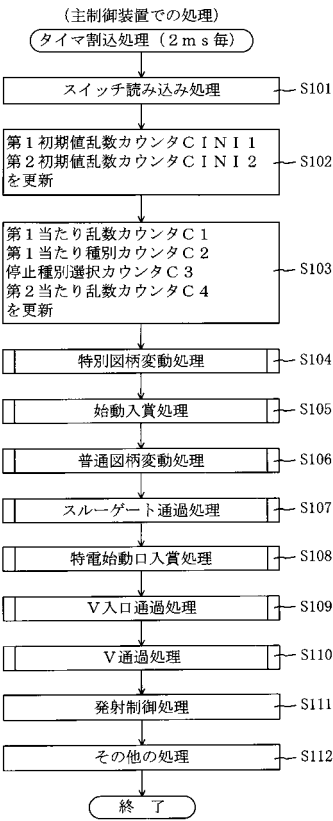 (主制御装置での処理)
タイマ割込処理(2ms毎)
スイッチ読み込み処理
S101
第1初期値乱数カウンタCINI1
第2初期値乱数カウンタCINI2
を更新
S102
第1当たり乱数カウンタC1
第1当たり種別カウンタC2
停止種別選択カウンタC3
第2当たり乱数カウンタC4
を更新
S103
特別図柄変動処理
S104
始動入賞処理
S105
普通図柄変動処理
S106
スルーゲート通過処理
S107
特電始動口入賞処理
S108
V入口通過処理
S109
V通過処理
S110
発射制御処理
S111
その他の処理
S112
終 了